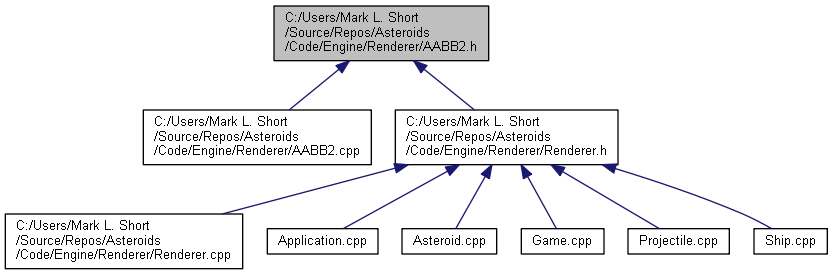 C:/Users/Mark L. Short
/Source/Repos/Asteroids
/Code/Engine/Renderer/AABB2.h
C:/Users/Mark L. Short
/Source/Repos/Asteroids
/Code/Engine/Renderer/AABB2.cpp
C:/Users/Mark L. Short
/Source/Repos/Asteroids
/Code/Engine/Renderer/Renderer.h
C:/Users/Mark L. Short
/Source/Repos/Asteroids
/Code/Engine/Renderer/Renderer.cpp
Application.cpp
Asteroid.cpp
Game.cpp
Projectile.cpp
Ship.cpp